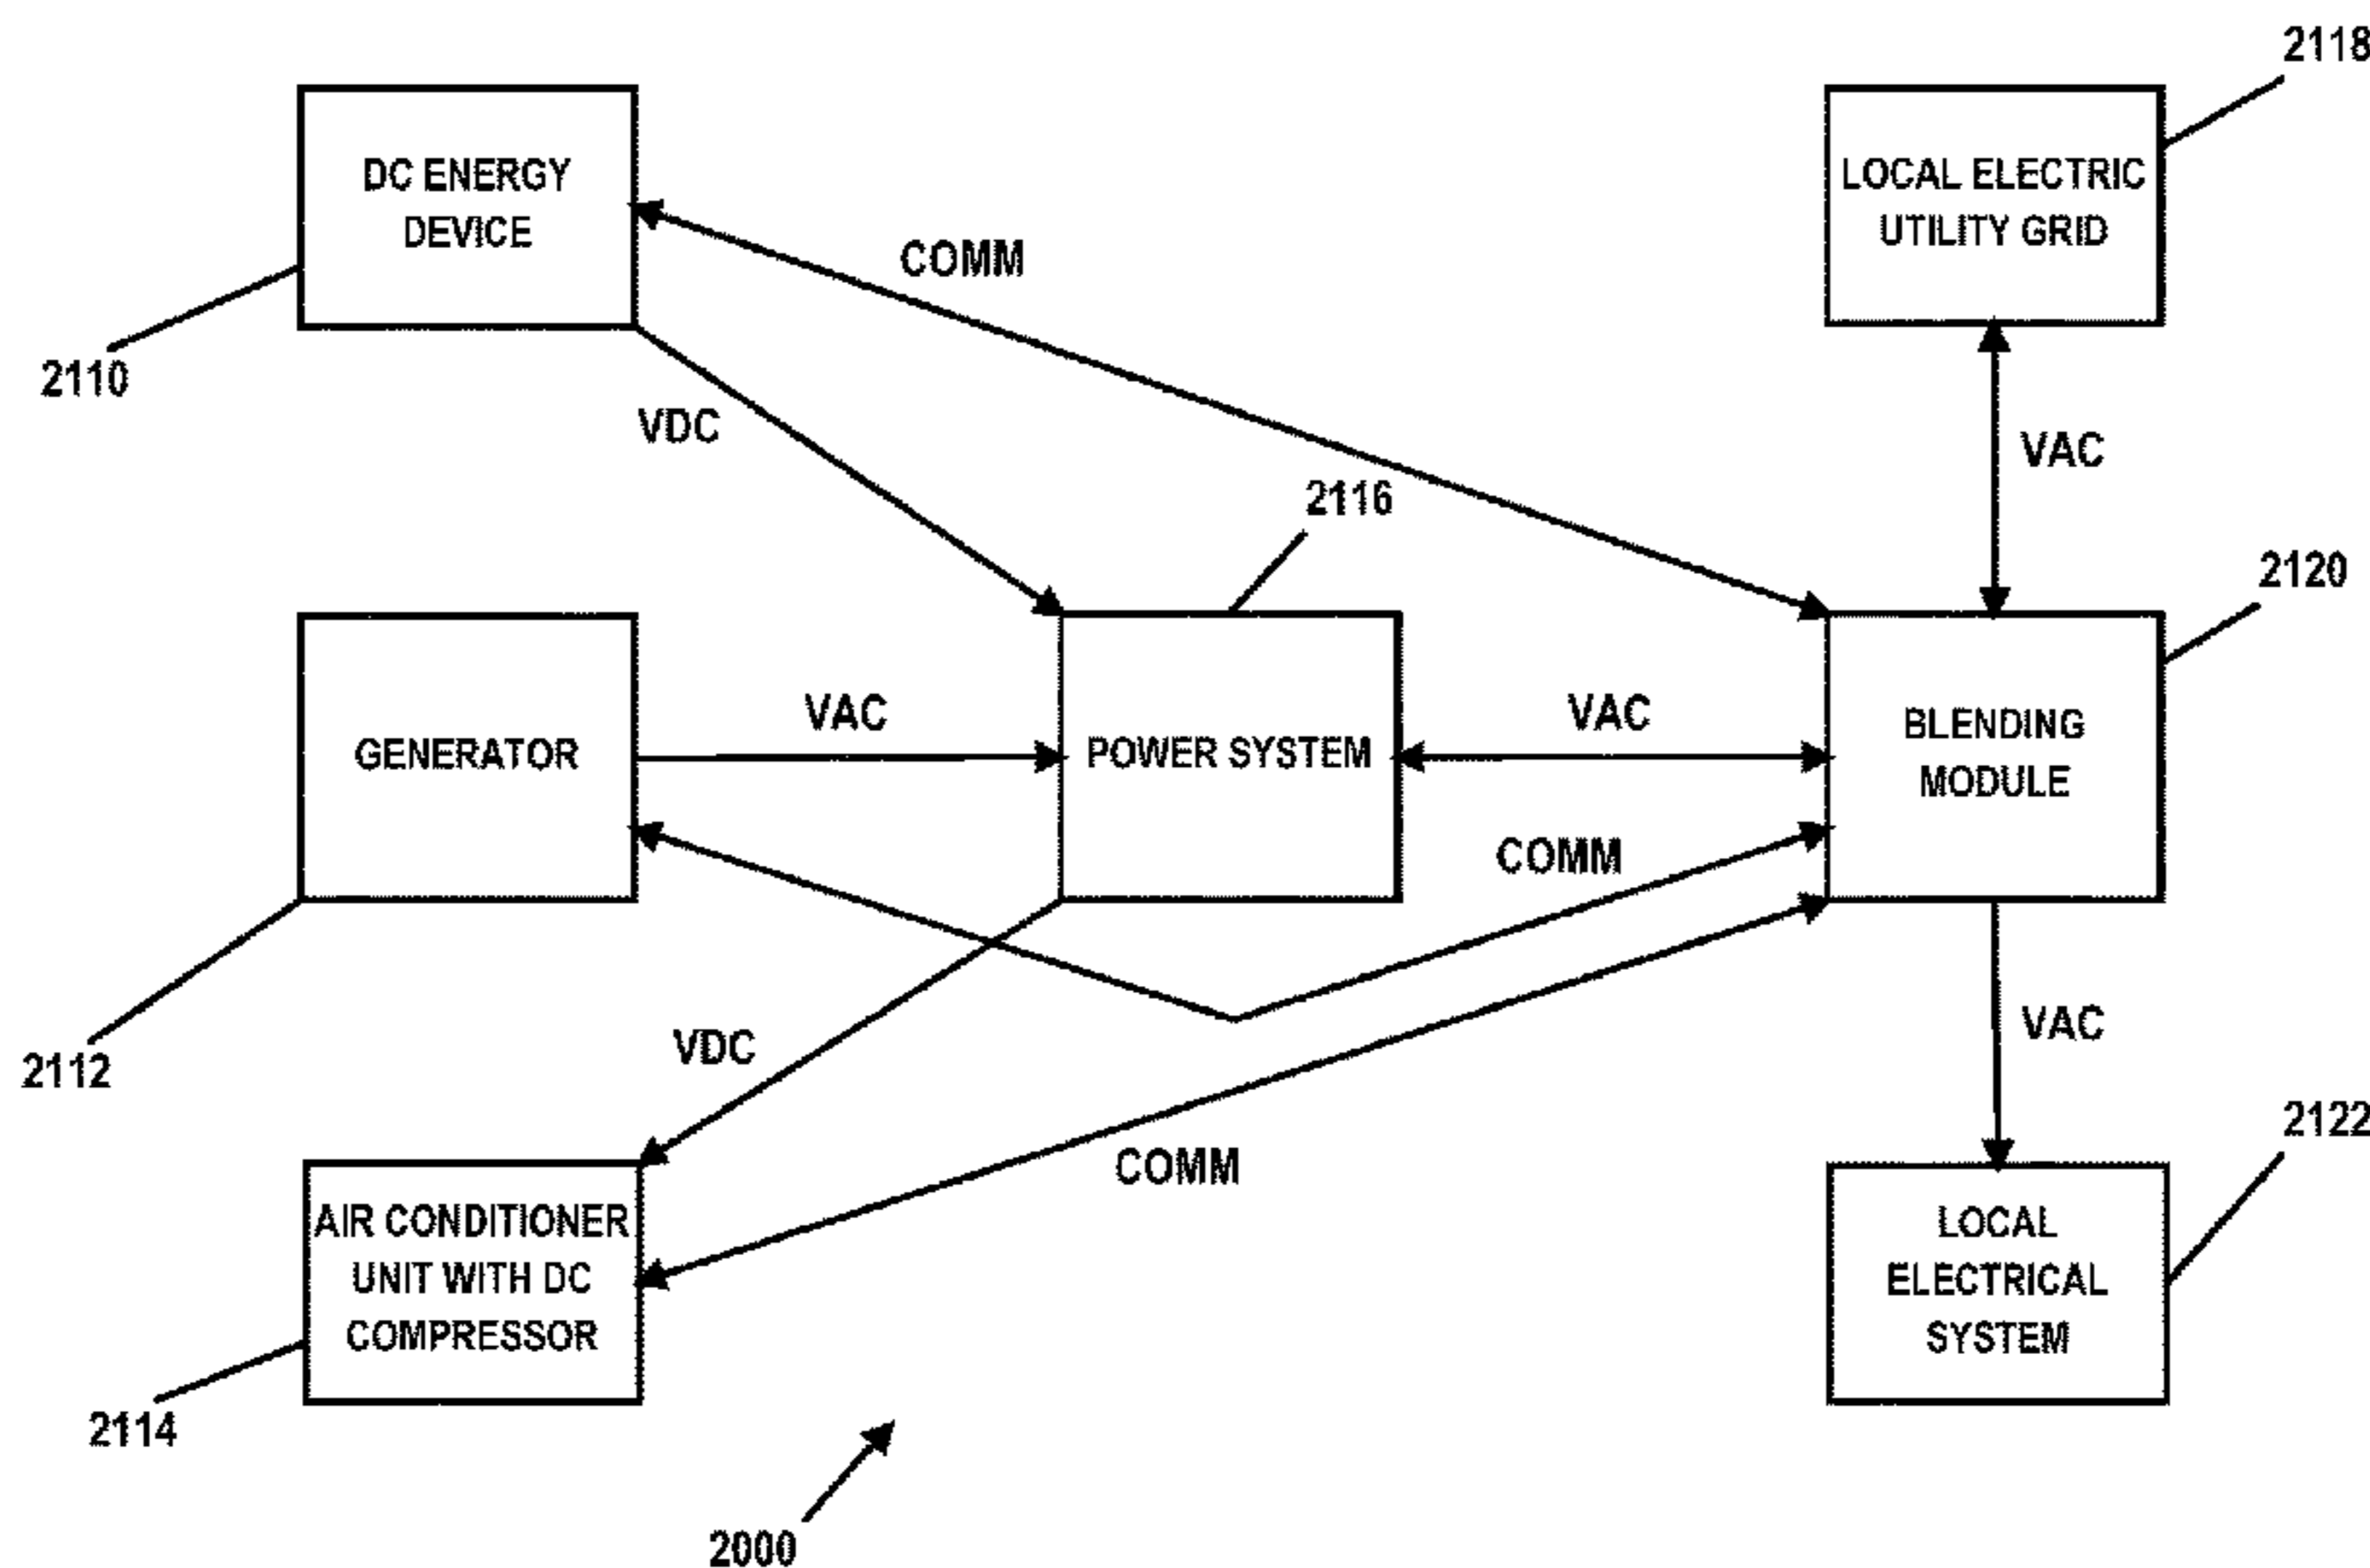 2118
DC ENERGY
DEVICE
LOCAL ELECTRIC
UTILITY GRID
COMM
2110
VDC
VAC
2116
2120
GENERATOR
VAC
POWER SYSTEM
VAC
BLENDING
MODULE
COMM
2112
VDC
VAC
COMM
2122
AIR CONDITIONER
UNIT WITH DC
COMPRESSOR
LOCAL
ELECTRICAL
SYSTEM
2114
2000